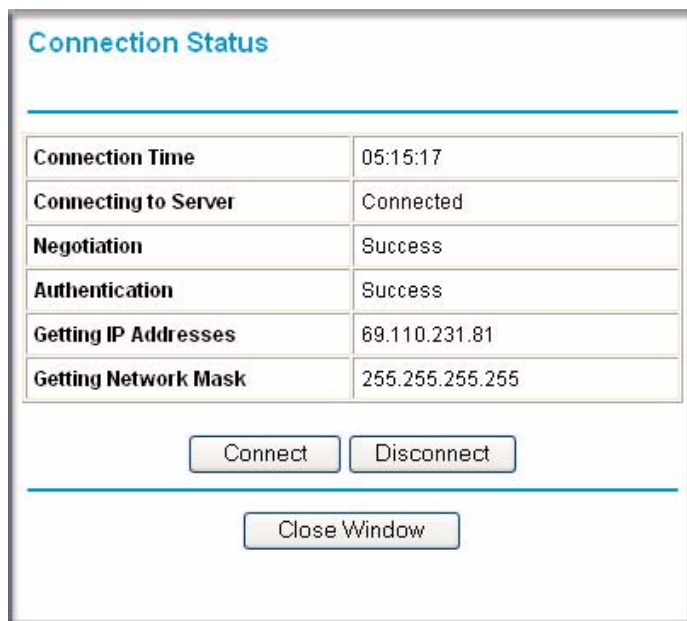 Connection Status
Connection Time 05:15:17
Connecting to Server Connected
Negotiation Success
Authentication Success
Getting IP Addresses 69.110.231.81
Getting Network Mask 255.255.255.255
Connect Disconnect
Close Window